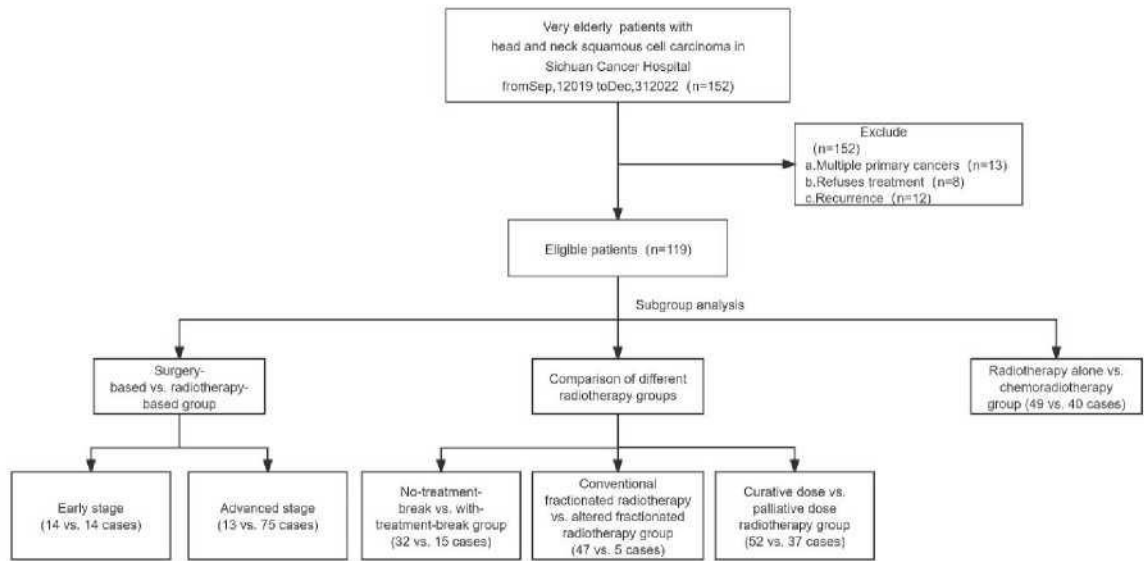 Very elderly patients with
head and neck squamous cell carcinoma in
Sichuan Cancer Hospital
fromSep,12019 toDec,312022 (n=152)
Exclude
(n=152)
a.Multiple primary cancers (n=13)
b.Refuses treatment (n=8)
c.Recurrence (n=12)
Eligible patients (n=119)
Subgroup analysis
Surgery-
based vs. radiotherapy-
based group
Comparison of different
radiotherapy groups
Radiotherapy alone vs.
chemoradiotherapy
group (49 vs. 40 cases)
Early stage
(14 vs. 14 cases)
Advanced stage
(13 vs. 75 cases)
No-treatment-
break vs. with-
treatment-break group
(32 vs. 15 cases)
Conventional
fractionated radiotherapy
vs. altered fractionated
radiotherapy group
(47 vs. 5 cases)
Curative dose vs.
palliative dose
radiotherapy group
(52 vs. 37 cases)